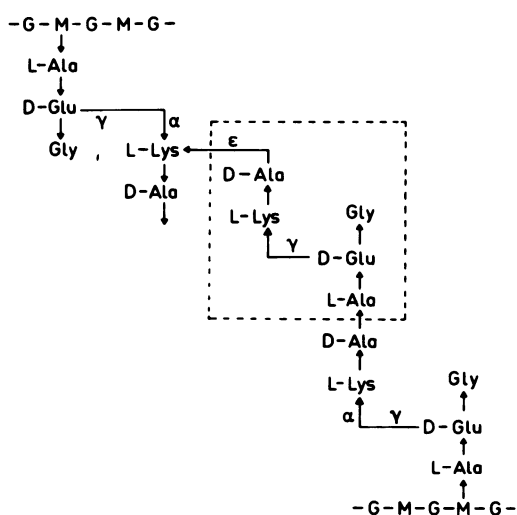 -G-M-G-M-G-
L-Ala
D-Glu γ α
Gly L-Lys ε
D-Ala D-Ala
L-Lys Gly
γ D-Glu
L-Ala
D-Ala
L-Lys Gly
α γ D-Glu
L-Ala
-G-M-G-M-G-